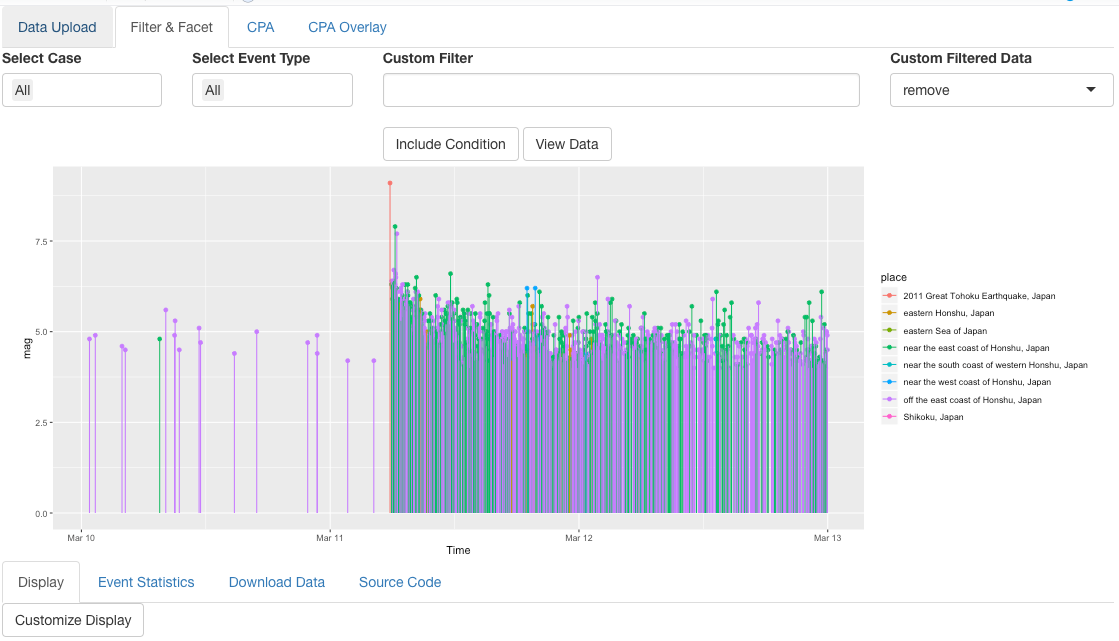 Data Upload Filter & Facet CPA CPA Overlay
Select Case Select Event Type Custom Filter Custom Filtered Data
All All remove
Include Condition View Data
7.5
5.0
2.5
0.0
mag
Mar 10 Mar 11 Mar 12 Mar 13
Time
place
2011 Great Tohoku Earthquake, Japan
eastern Honshu, Japan
eastern Sea of Japan
near the east coast of Honshu, Japan
near the south coast of western Honshu, Japan
near the west coast of Honshu, Japan
off the east coast of Honshu, Japan
Shikoku, Japan
Display Event Statistics Download Data Source Code
Customize Display